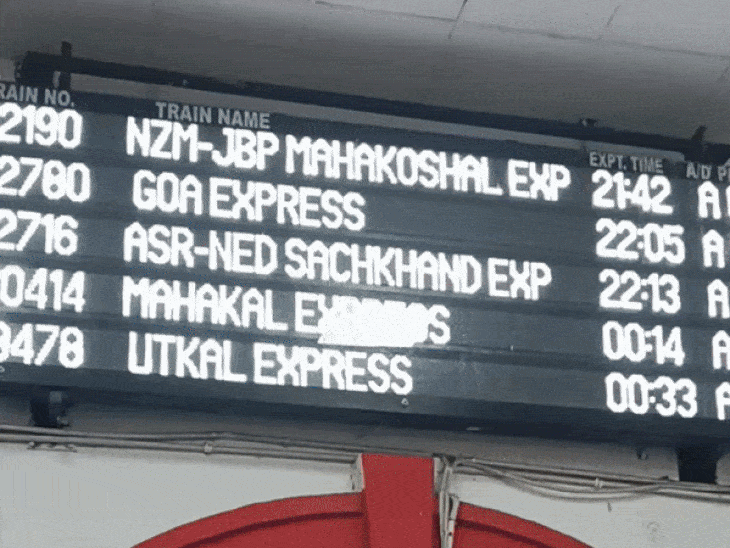 RAIN NO. TRAIN NAME EXPT. TIME A/D
2190 NZM-JBP MAHAKOSHAL EXP 21:42 A
2780 GOA EXPRESS 22:05 A
2716 ASR-NED SACHKHAND EXP 22:13 A
0414 MAHAKAL 00:14 A
8478 UTKAL EXPRESS 00:33 A